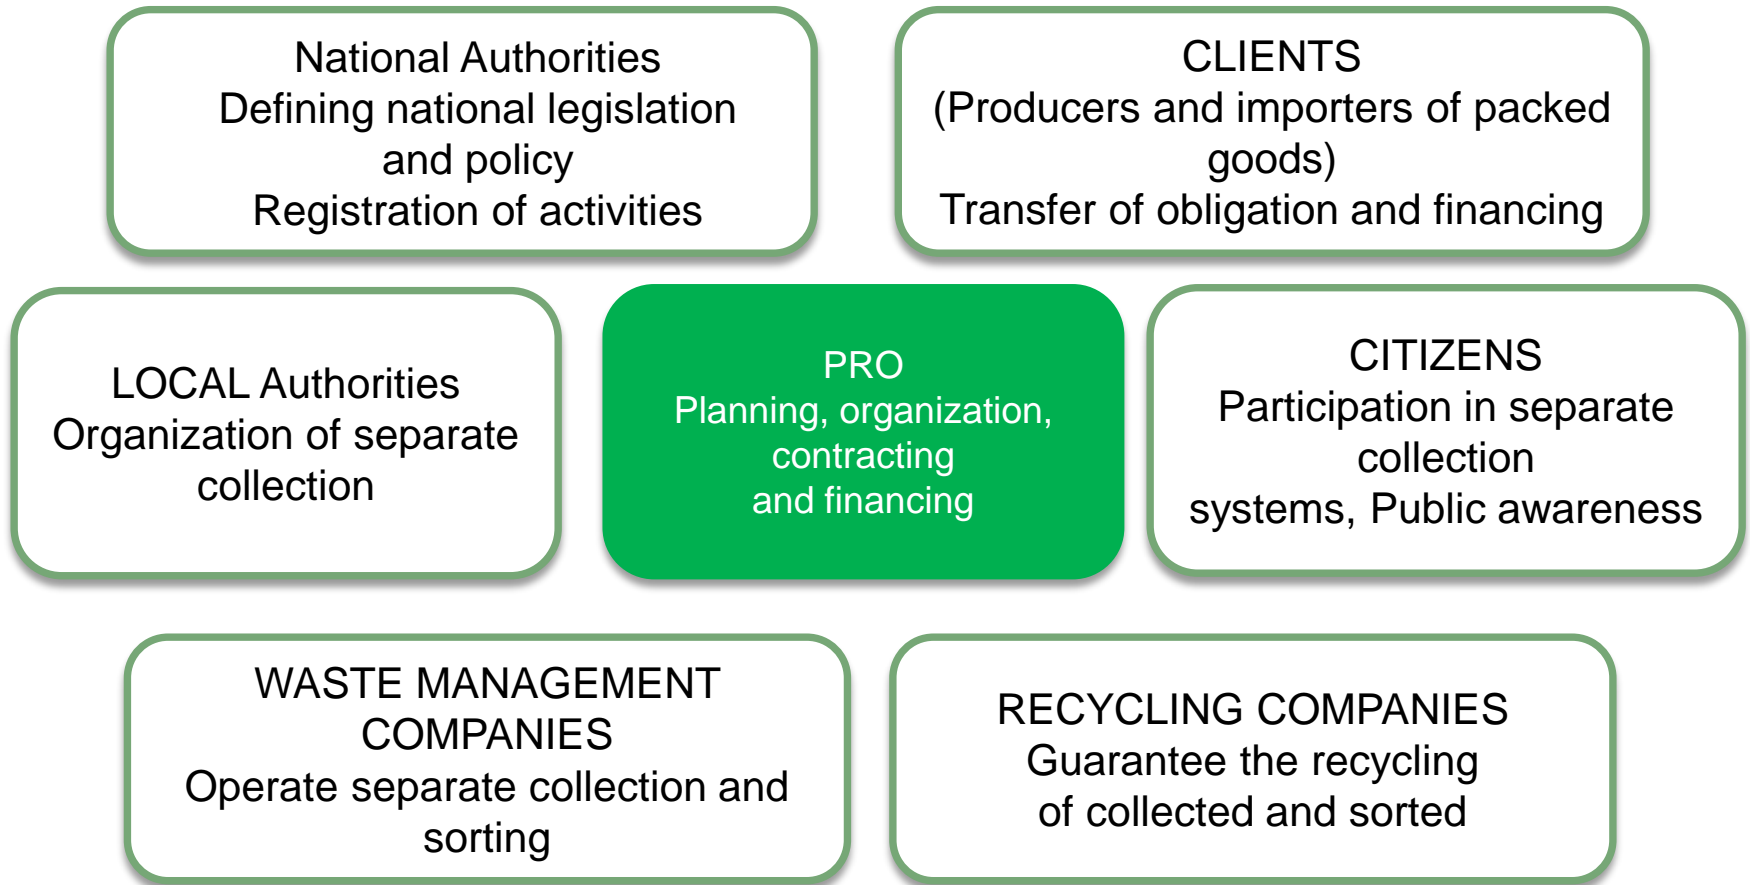 National Authorities
Defining national legislation
and policy
Registration of activities
CLIENTS
(Producers and importers of packed
goods)
Transfer of obligation and financing
LOCAL Authorities
Organization of separate
collection
PRO
Planning, organization,
contracting
and financing
CITIZENS
Participation in separate
collection
systems, Public awareness
WASTE MANAGEMENT
COMPANIES
Operate separate collection and
sorting
RECYCLING COMPANIES
Guarantee the recycling
of collected and sorted